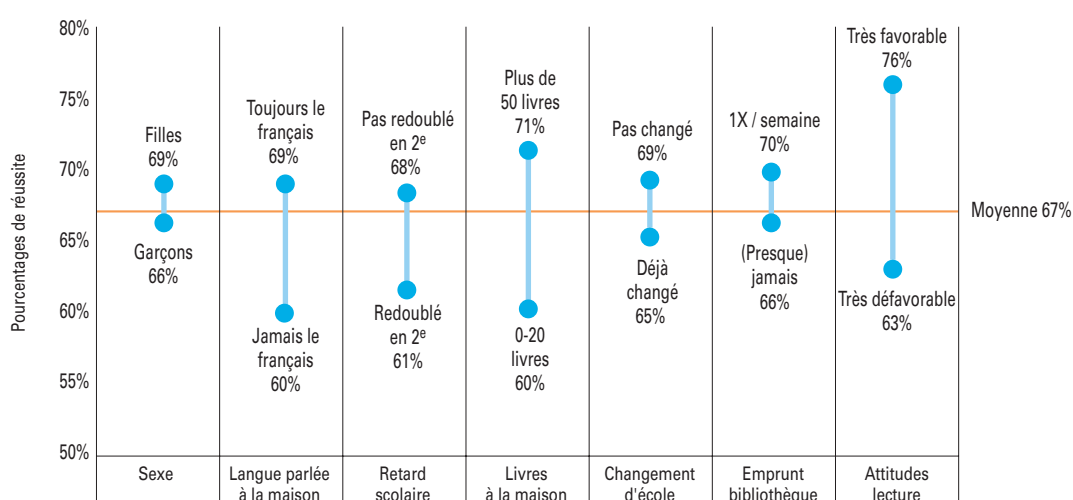 80%
75%
70%
65%
60%
55%
50%
Pourcentages de réussite
Filles
69%
Garçons
66%
Toujours le
français
69%
Jamais le
français
60%
Pas redoublé
en 2e
68%
Redoublé
en 2e
61%
Plus de
50 livres
71%
0-20
livres
60%
Pas changé
69%
Déjà
changé
65%
1X / semaine
70%
(Presque)
jamais
66%
Très favorable
76%
Très défavorable
63%
Moyenne 67%
Sexe
Langue parlée
à la maison
Retard
scolaire
Livres
à la maison
Changement
d'école
Emprunt
bibliothèque
Attitudes
lecture